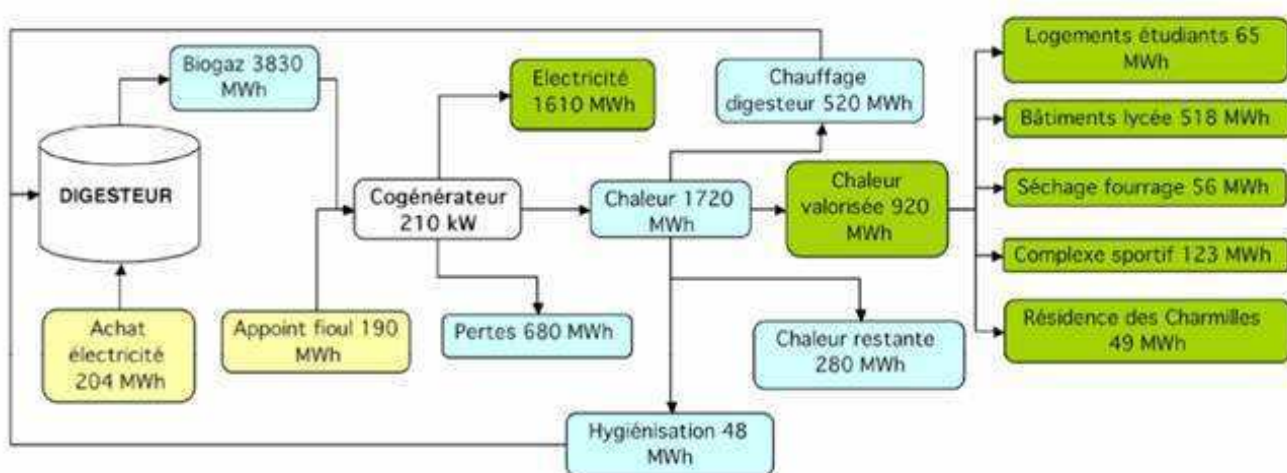 Biogaz 3830
MWh
DIGESTEUR
Achat
électricité
204 MWh
Appoint fioul 190
MWh
Cogénérateur
210 kW
Electricité
1610 MWh
Pertes 680 MWh
Chaleur 1720
MWh
Chauffage
digesteur 520 MWh
Chaleur
valorisée 920
MWh
Chaleur restante
280 MWh
Hygiénisation 48
MWh
Logements étudiants 65
MWh
Bâtiments lycée 518 MWh
Séchage fourrage 56 MWh
Complexe sportif 123 MWh
Résidence des Charmilles
49 MWh